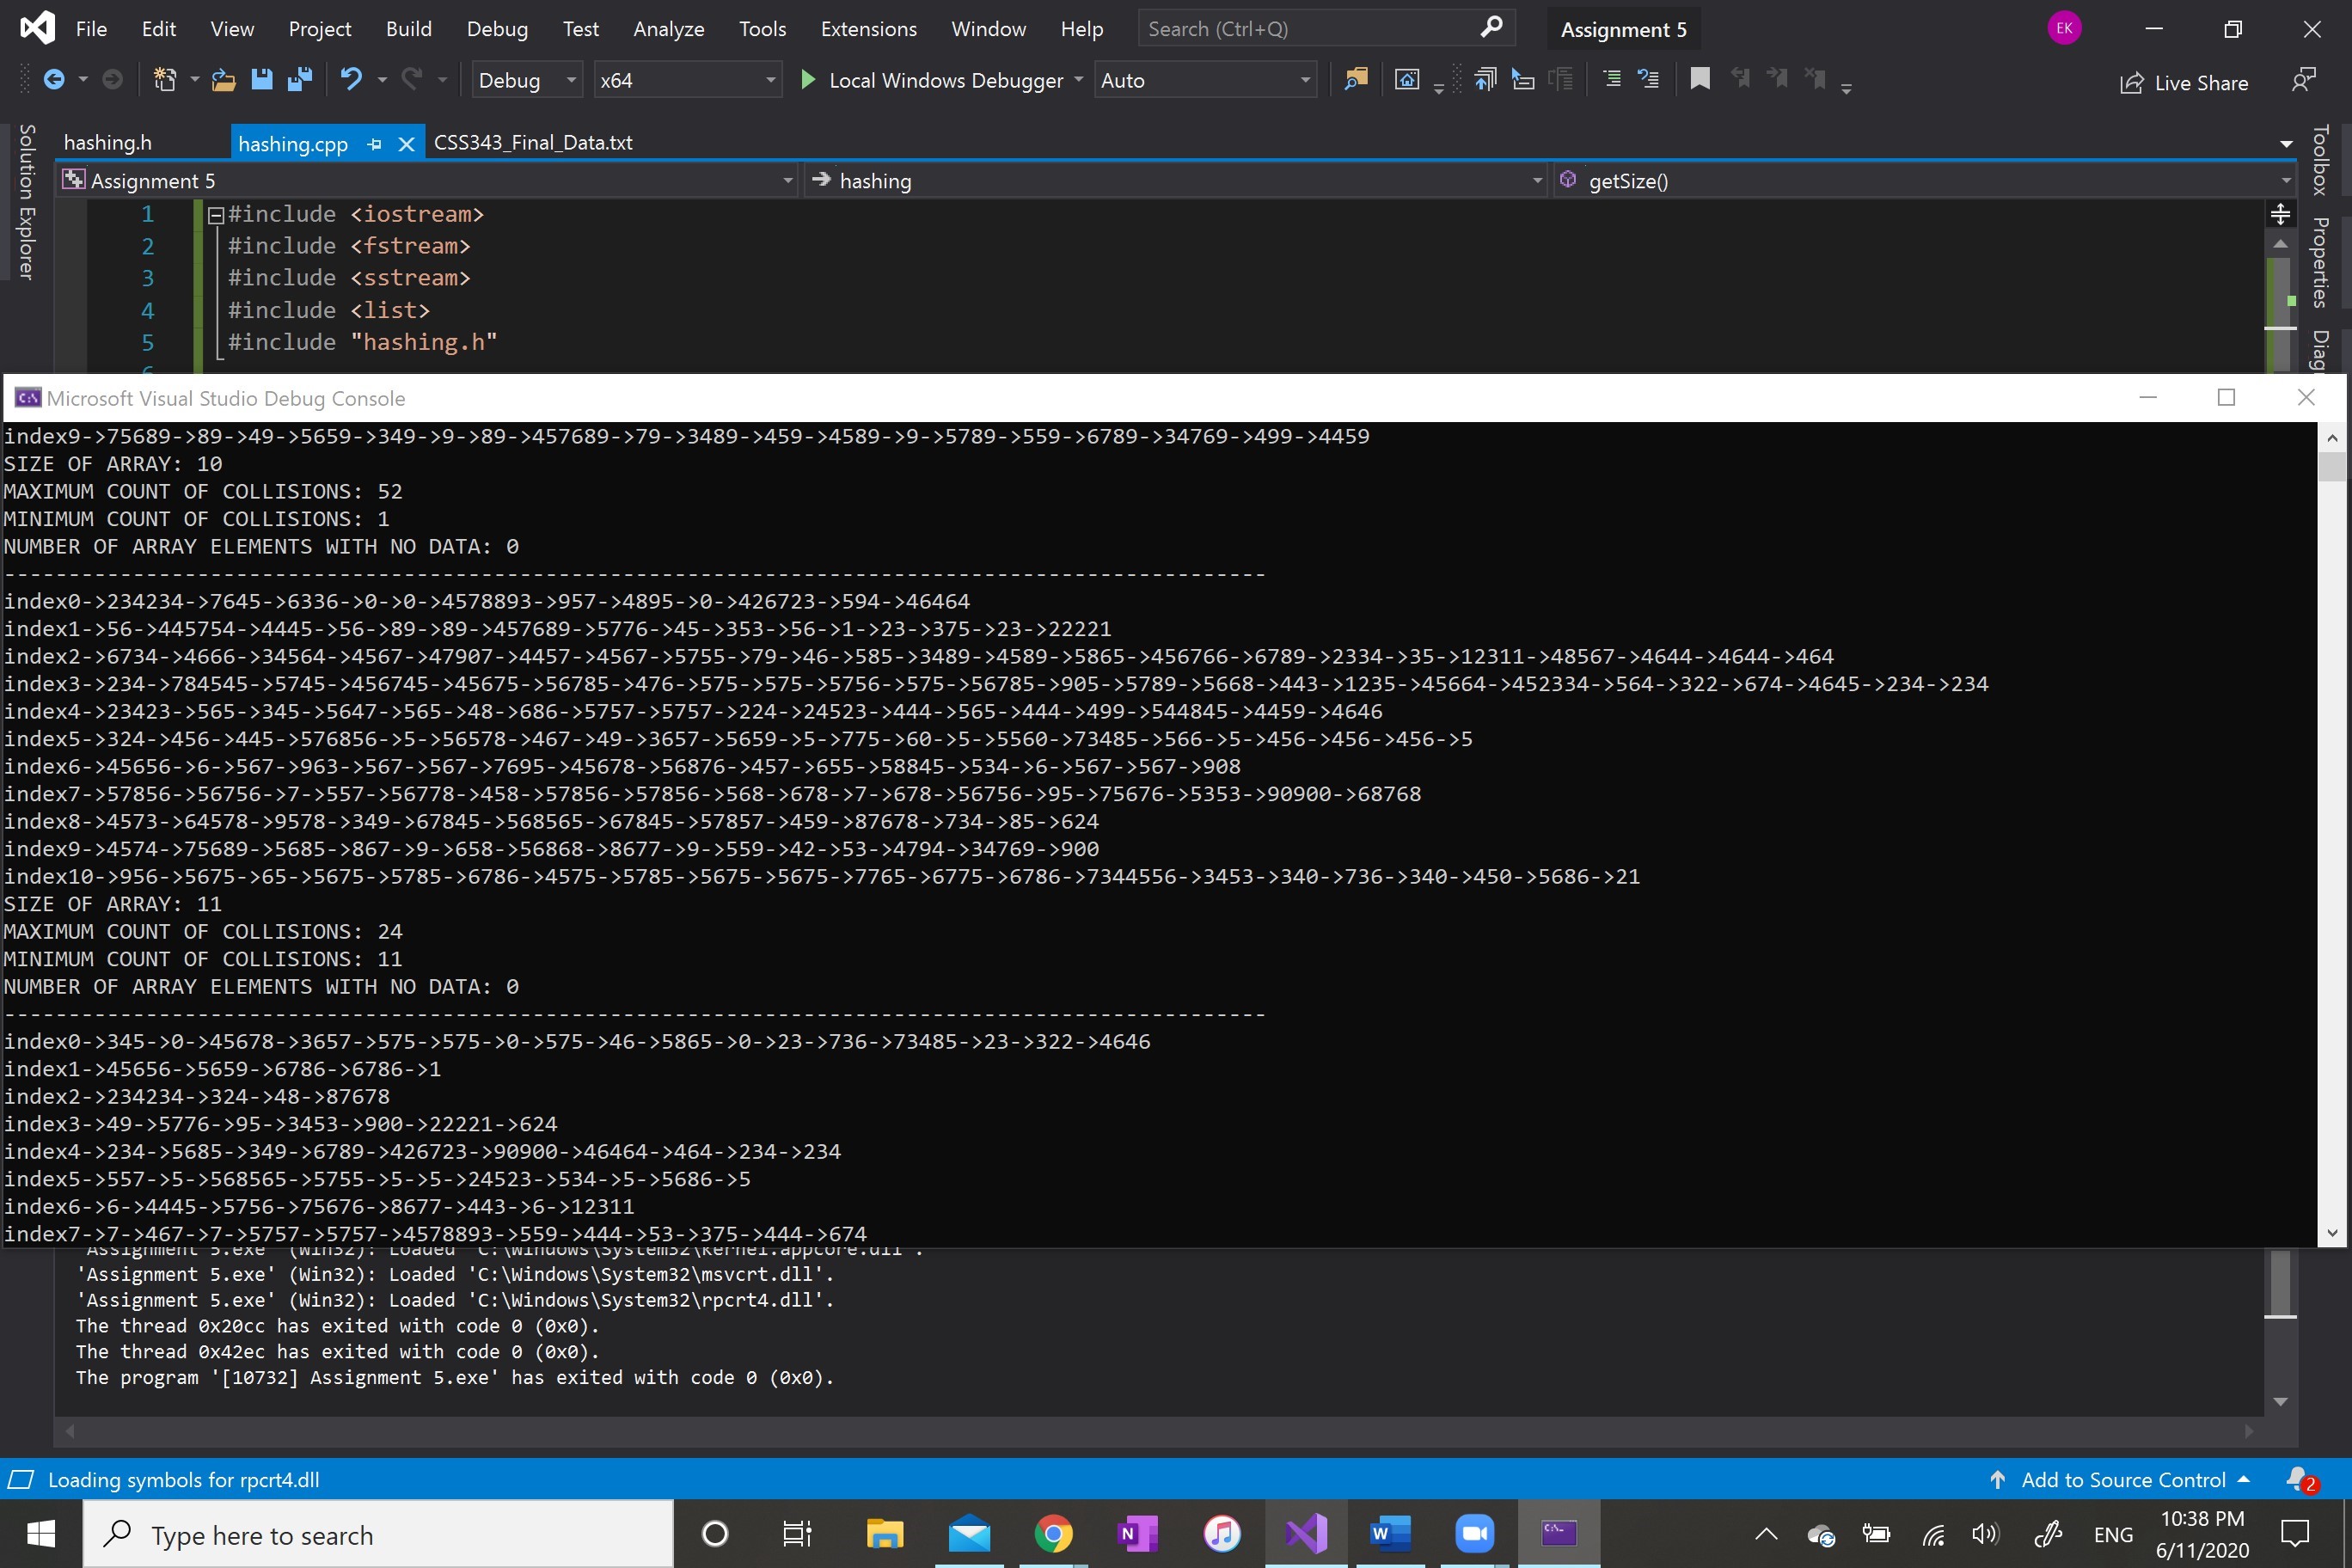 File Edit View Project Build Debug Test Analyze Tools Extensions Window Help Search (Ctrl+Q) Assignment 5 EK
Debug x64 Local Windows Debugger Auto Live Share
hashing.h hashing.cpp CSS343_Final_Data.txt
Assignment 5 hashing getSize()
Solution Explorer
Toolbox
Properties
1 #include <iostream>
2 #include <fstream>
3 #include <sstream>
4 #include <list>
5 #include "hashing.h"
Microsoft Visual Studio Debug Console
index9->75689->89->49->5659->349->9->89->457689->79->3489->459->4589->9->5789->559->6789->34769->499->4459
SIZE OF ARRAY: 10
MAXIMUM COUNT OF COLLISIONS: 52
MINIMUM COUNT OF COLLISIONS: 1
NUMBER OF ARRAY ELEMENTS WITH NO DATA: 0
--------------------------------------------------------------------------------------------------
index0->234234->7645->6336->0->0->4578893->957->4895->0->426723->594->46464
index1->56->445754->4445->56->89->89->457689->5776->45->353->56->1->23->375->23->22221
index2->6734->4666->34564->4567->47907->4457->4567->5755->79->46->585->3489->4589->5865->456766->6789->2334->35->12311->48567->4644->4644->464
index3->234->784545->5745->456745->45675->56785->476->575->575->5756->575->56785->905->5789->5668->443->1235->45664->452334->564->322->674->4645->234->234
index4->23423->565->345->5647->565->48->686->5757->5757->224->24523->444->565->444->499->544845->4459->4646
index5->324->456->445->576856->5->56578->467->49->3657->5659->5->775->60->5->5560->73485->566->5->456->456->456->5
index6->45656->6->567->963->567->567->7695->45678->56876->457->655->58845->534->6->567->567->908
index7->57856->56756->7->557->56778->458->57856->57856->568->678->7->678->56756->95->75676->5353->90900->68768
index8->4573->64578->9578->349->67845->568565->67845->57857->459->87678->734->85->624
index9->4574->75689->5685->867->9->658->56868->8677->9->559->42->53->4794->34769->900
index10->956->5675->65->5675->5785->6786->4575->5785->5675->5675->7765->6775->6786->7344556->3453->340->736->340->450->5686->21
SIZE OF ARRAY: 11
MAXIMUM COUNT OF COLLISIONS: 24
MINIMUM COUNT OF COLLISIONS: 11
NUMBER OF ARRAY ELEMENTS WITH NO DATA: 0
--------------------------------------------------------------------------------------------------
index0->345->0->45678->3657->575->575->0->575->46->5865->0->23->736->73485->23->322->4646
index1->45656->5659->6786->6786->1
index2->234234->324->48->87678
index3->49->5776->95->3453->900->22221->624
index4->234->5685->349->6789->426723->90900->46464->464->234->234
index5->557->5->568565->5755->5->5->24523->534->5->5686->5
index6->6->4445->5756->75676->8677->443->6->12311
index7->7->467->7->5757->5757->4578893->559->444->53->375->444->674
'Assignment 5.exe' (Win32): Loaded 'C:\Windows\System32\kernel.appcore.dll'.
'Assignment 5.exe' (Win32): Loaded 'C:\Windows\System32\msvcrt.dll'.
'Assignment 5.exe' (Win32): Loaded 'C:\Windows\System32\rpcrt4.dll'.
The thread 0x20cc has exited with code 0 (0x0).
The thread 0x42ec has exited with code 0 (0x0).
The program '[10732] Assignment 5.exe' has exited with code 0 (0x0).
Loading symbols for rpcrt4.dll Add to Source Control 2
Type here to search ENG 10:38 PM
6/11/2020